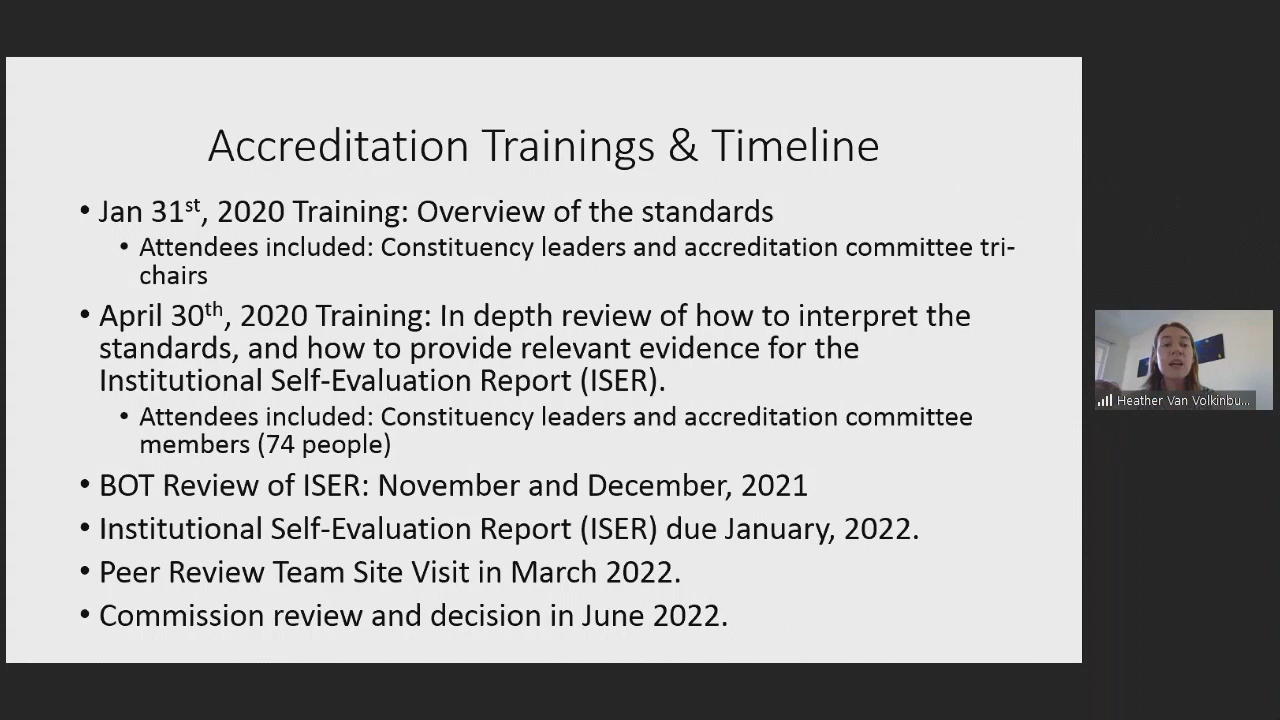 Accreditation Trainings & Timeline
• Jan 31st, 2020 Training: Overview of the standards
• Attendees included: Constituency leaders and accreditation committee tri-
chairs
• April 30th, 2020 Training: In depth review of how to interpret the
standards, and how to provide relevant evidence for the
Institutional Self-Evaluation Report (ISER).
• Attendees included: Constituency leaders and accreditation committee
members (74 people)
• BOT Review of ISER: November and December, 2021
• Institutional Self-Evaluation Report (ISER) due January, 2022.
• Peer Review Team Site Visit in March 2022.
• Commission review and decision in June 2022.
Heather Van Volkinbu...